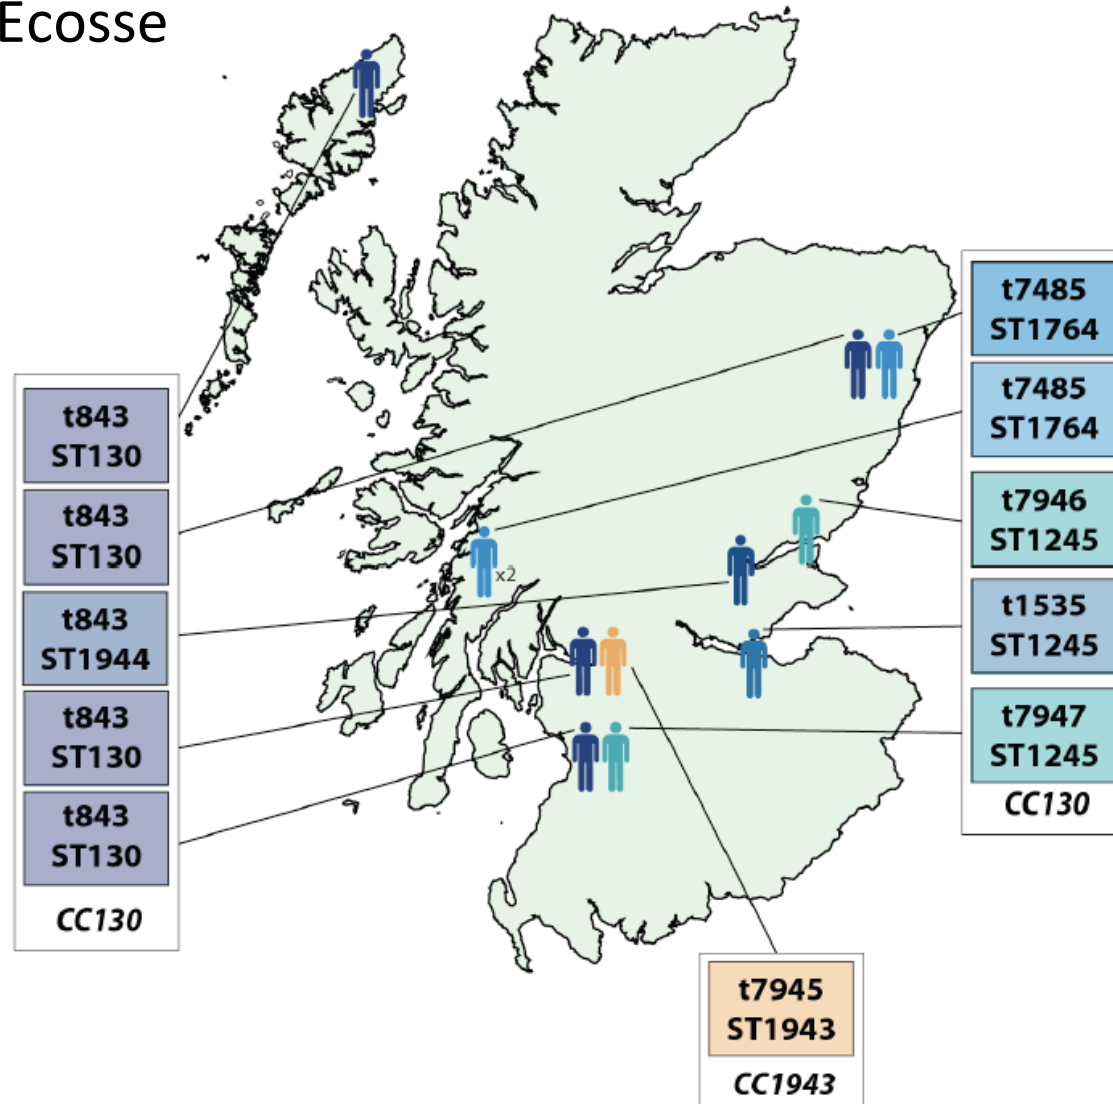 Ecosse
t843
ST130
t843
ST130
t843
ST1944
t843
ST130
t843
ST130
CC130
x2
t7485
ST1764
t7485
ST1764
t7946
ST1245
t1535
ST1245
t7947
ST1245
CC130
t7945
ST1943
CC1943